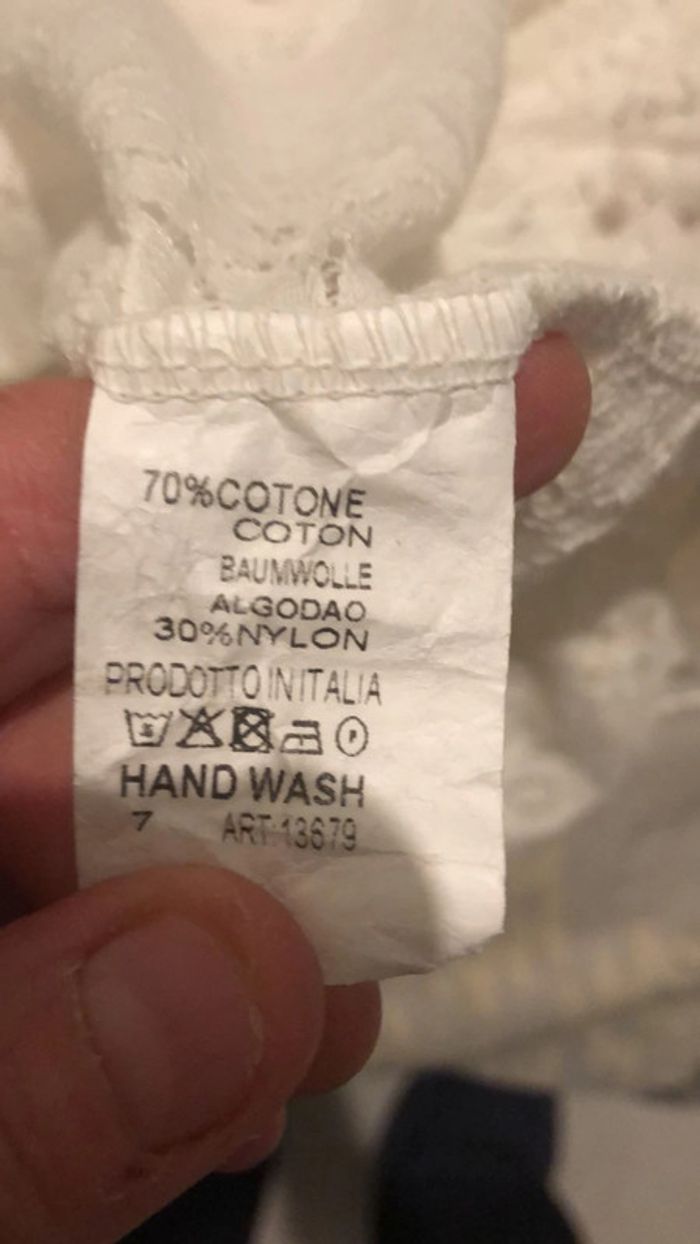 70%COTONE
COTON
BAUMWOLLE
ALGODAO
30%NYLON
PRODOTTO IN ITALIA
P
HAND WASH
7 ART:13679